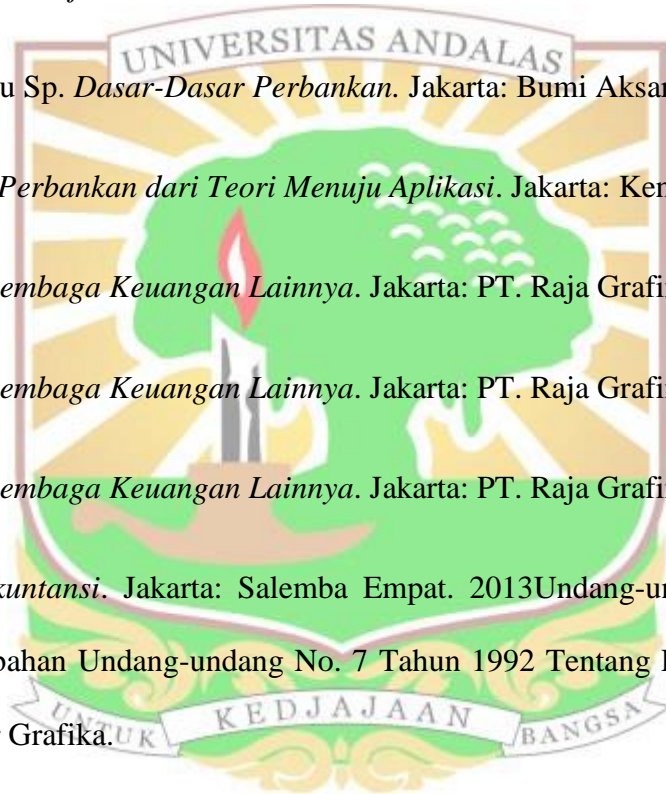 UNIVERSITAS ANDALAS
u Sp. Dasar-Dasar Perbankan. Jakarta: Bumi Aksar
Perbankan dari Teori Menuju Aplikasi. Jakarta: Ken
embaga Keuangan Lainnya. Jakarta: PT. Raja Grafi
embaga Keuangan Lainnya. Jakarta: PT. Raja Grafi
embaga Keuangan Lainnya. Jakarta: PT. Raja Grafi
kuntansi. Jakarta: Salemba Empat. 2013Undang-u
bahan Undang-undang No. 7 Tahun 1992 Tentang
Grafika.
UNTUK KEDJAJAAN BANGSA